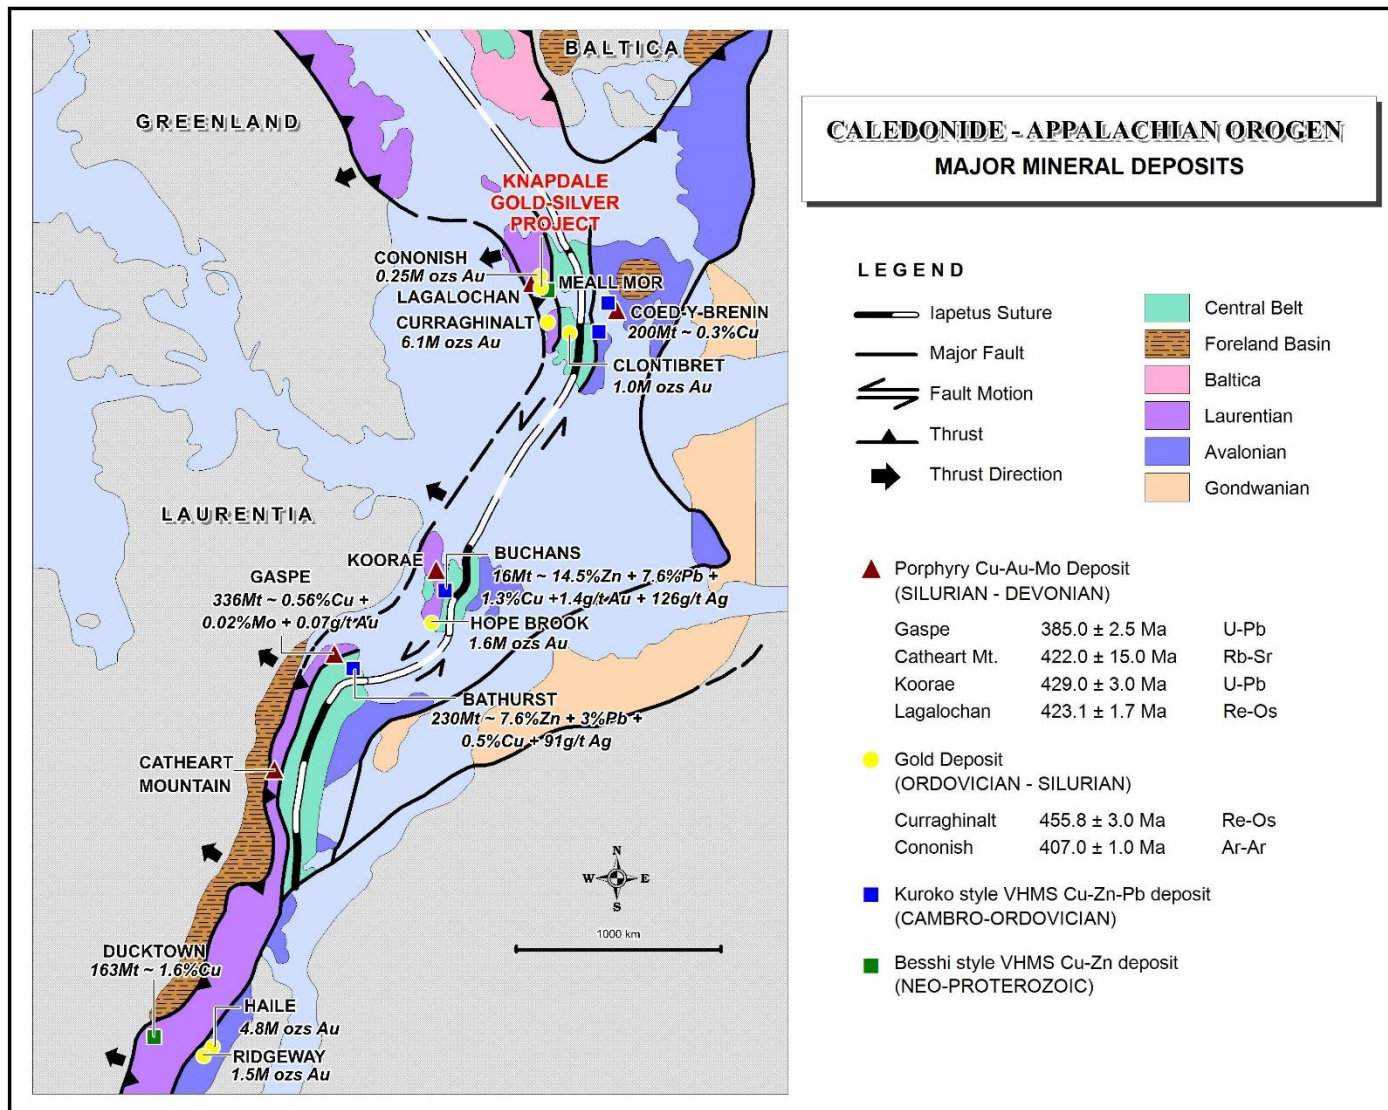 BALTICA
GREENLAND
KNAPDALE
GOLD-SILVER
PROJECT
CONONISH
0.25M ozs Au
LAGALOCHAN
MEALL MOR
COED-Y-BRENIN
200Mt ~ 0.3%Cu
CURRAGHINALT
6.1M ozs Au
CLONTIBRET
1.0M ozs Au
LAURENTIA
KOORAE
BUCHANS
16Mt ~ 14.5%Zn + 7.6%Pb +
1.3%Cu +1.4g/t Au + 126g/t Ag
GASPE
336Mt ~ 0.56%Cu +
0.02%Mo + 0.07g/t Au
HOPE BROOK
1.6M ozs Au
BATHURST
230Mt ~ 7.6%Zn + 3%Pb +
0.5%Cu + 91g/t Ag
CATHEART
MOUNTAIN
N
W E
S
1000 km
DUCKTOWN
163Mt ~ 1.6%Cu
HAILE
4.8M ozs Au
RIDGEWAY
1.5M ozs Au
CALEDONIDE - APPALACHIAN OROGEN
MAJOR MINERAL DEPOSITS
LEGEND
Iapetus Suture
Major Fault
Fault Motion
Thrust
Thrust Direction
Central Belt
Foreland Basin
Baltica
Laurentian
Avalonian
Gondwanian
Porphyry Cu-Au-Mo Deposit
(SILURIAN - DEVONIAN)
Gaspe 385.0 ± 2.5 Ma U-Pb
Catheart Mt. 422.0 ± 15.0 Ma Rb-Sr
Koorae 429.0 ± 3.0 Ma U-Pb
Lagalochan 423.1 ± 1.7 Ma Re-Os
Gold Deposit
(ORDOVICIAN - SILURIAN)
Curraghinalt 455.8 ± 3.0 Ma Re-Os
Cononish 407.0 ± 1.0 Ma Ar-Ar
Kuroko style VHMS Cu-Zn-Pb deposit
(CAMBRO-ORDOVICIAN)
Besshi style VHMS Cu-Zn deposit
(NEO-PROTEROZOIC)